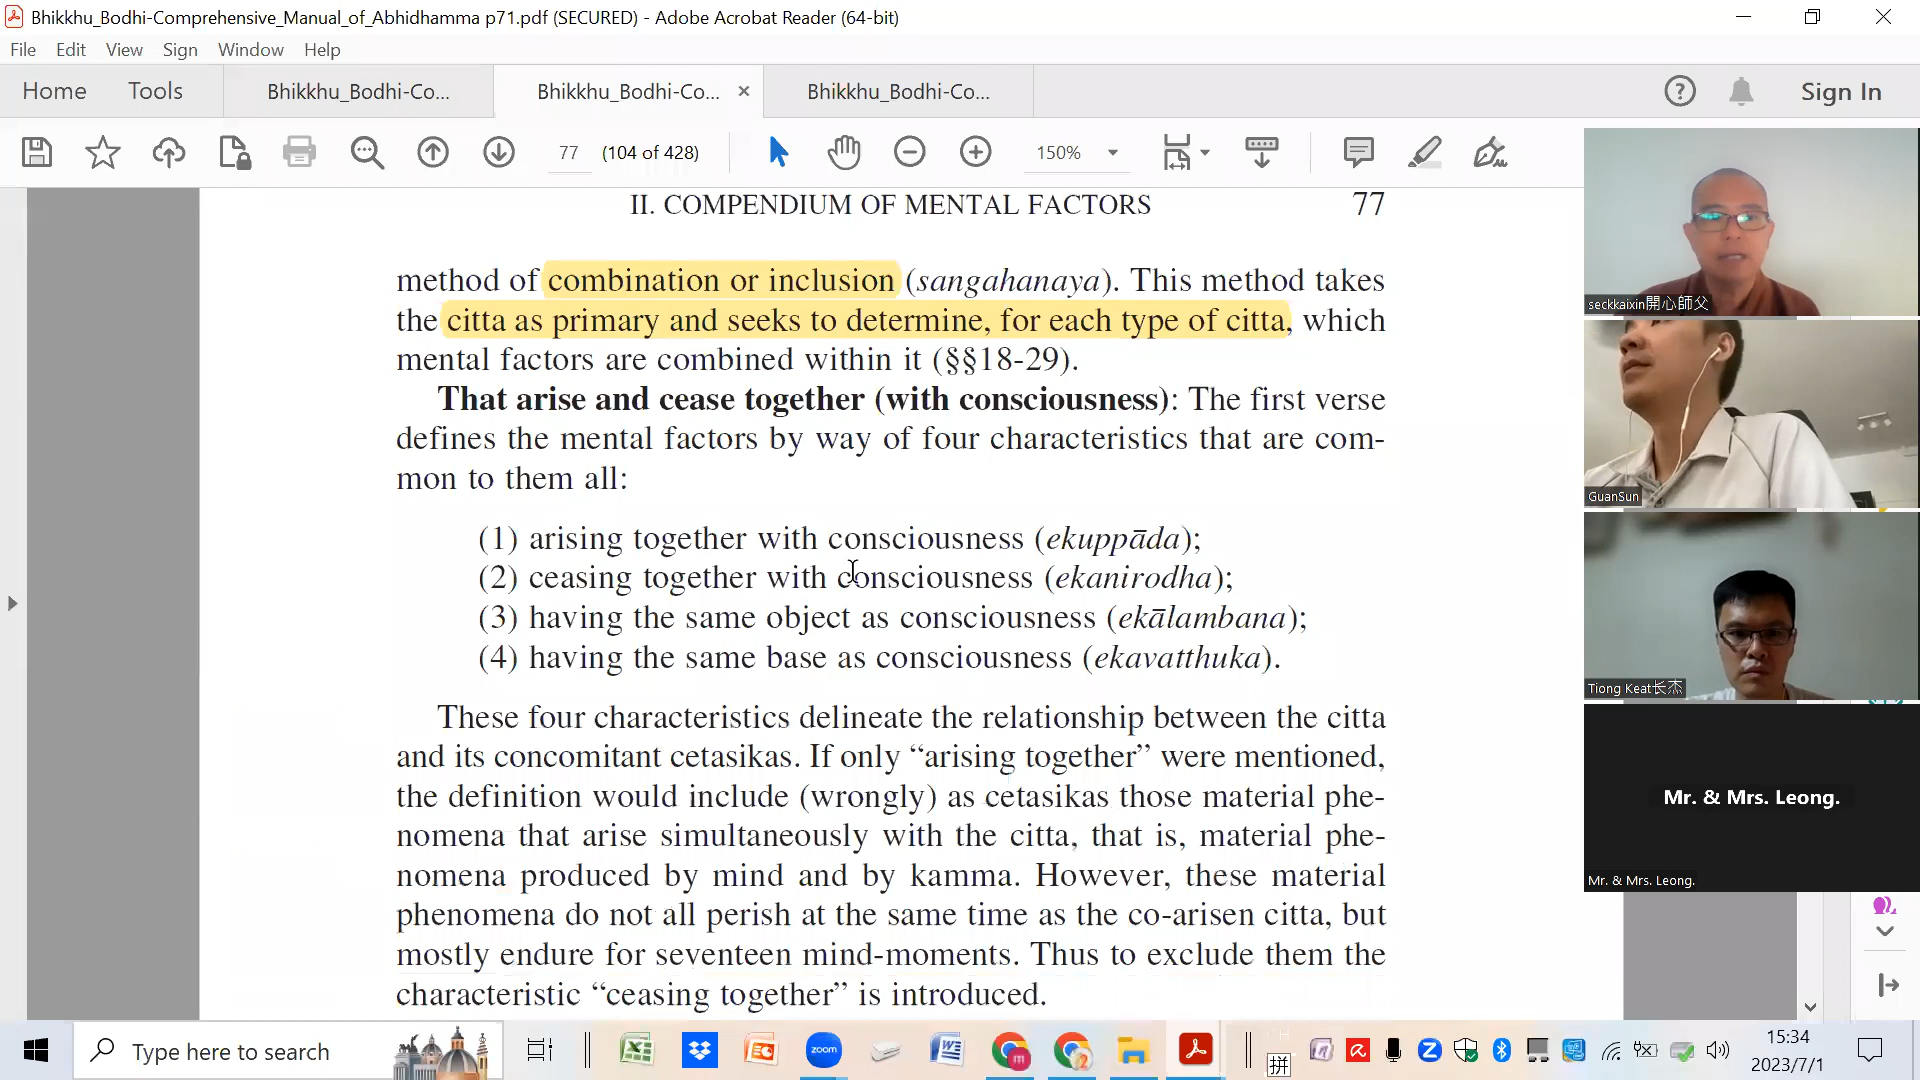 Bhikkhu_Bodhi-Comprehensive_Manual_of_Abhidhamma p71.pdf (SECURED) - Adobe Acrobat Reader (64-bit)
File Edit View Sign Window Help
Home Tools Bhikkhu_Bodhi-Co... Bhikkhu_Bodhi-Co... × Bhikkhu_Bodhi-Co... Sign In
77 (104 of 428) 150%
II. COMPENDIUM OF MENTAL FACTORS 77
method of combination or inclusion (sangahanaya). This method takes
the citta as primary and seeks to determine, for each type of citta, which
mental factors are combined within it (§§18-29).
That arise and cease together (with consciousness): The first verse
defines the mental factors by way of four characteristics that are com-
mon to them all:
(1) arising together with consciousness (ekuppāda);
(2) ceasing together with consciousness (ekanirodha);
(3) having the same object as consciousness (ekālambana);
(4) having the same base as consciousness (ekavatthuka).
These four characteristics delineate the relationship between the citta
and its concomitant cetasikas. If only “arising together” were mentioned,
the definition would include (wrongly) as cetasikas those material phe-
nomena that arise simultaneously with the citta, that is, material phe-
nomena produced by mind and by kamma. However, these material
phenomena do not all perish at the same time as the co-arisen citta, but
mostly endure for seventeen mind-moments. Thus to exclude them the
characteristic “ceasing together” is introduced.
seckkaixin開心師父
GuanSun
Tiong Keat长杰
Mr. & Mrs. Leong.
Mr. & Mrs. Leong.
Type here to search
zoom
拼
15:34
2023/7/1